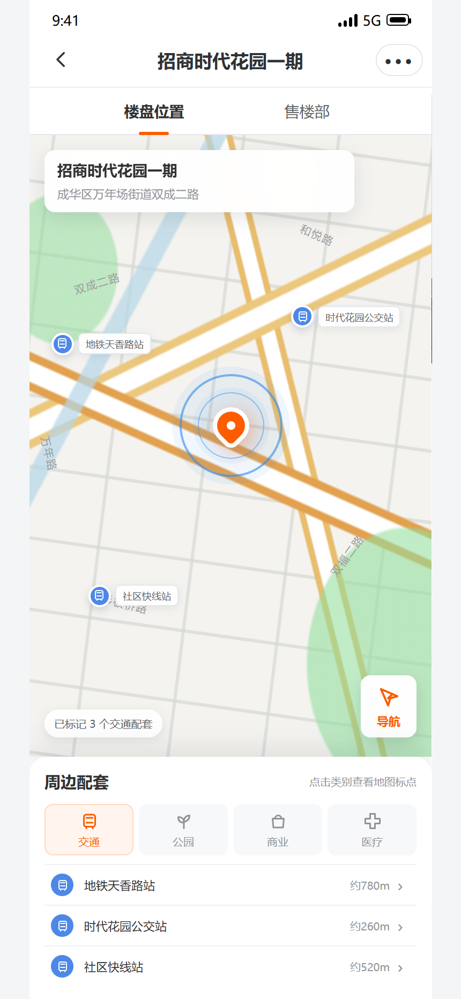 9:41
5G
招商时代花园一期
楼盘位置
售楼部
招商时代花园一期
成华区万年场街道双成二路
和悦路
双成二路
时代花园公交站
地铁天香路站
万年路
双福二路
社区快线站
已标记 3 个交通配套
导航
周边配套
点击类别查看地图标点
交通
公园
商业
医疗
地铁天香路站
约780m
时代花园公交站
约260m
社区快线站
约520m